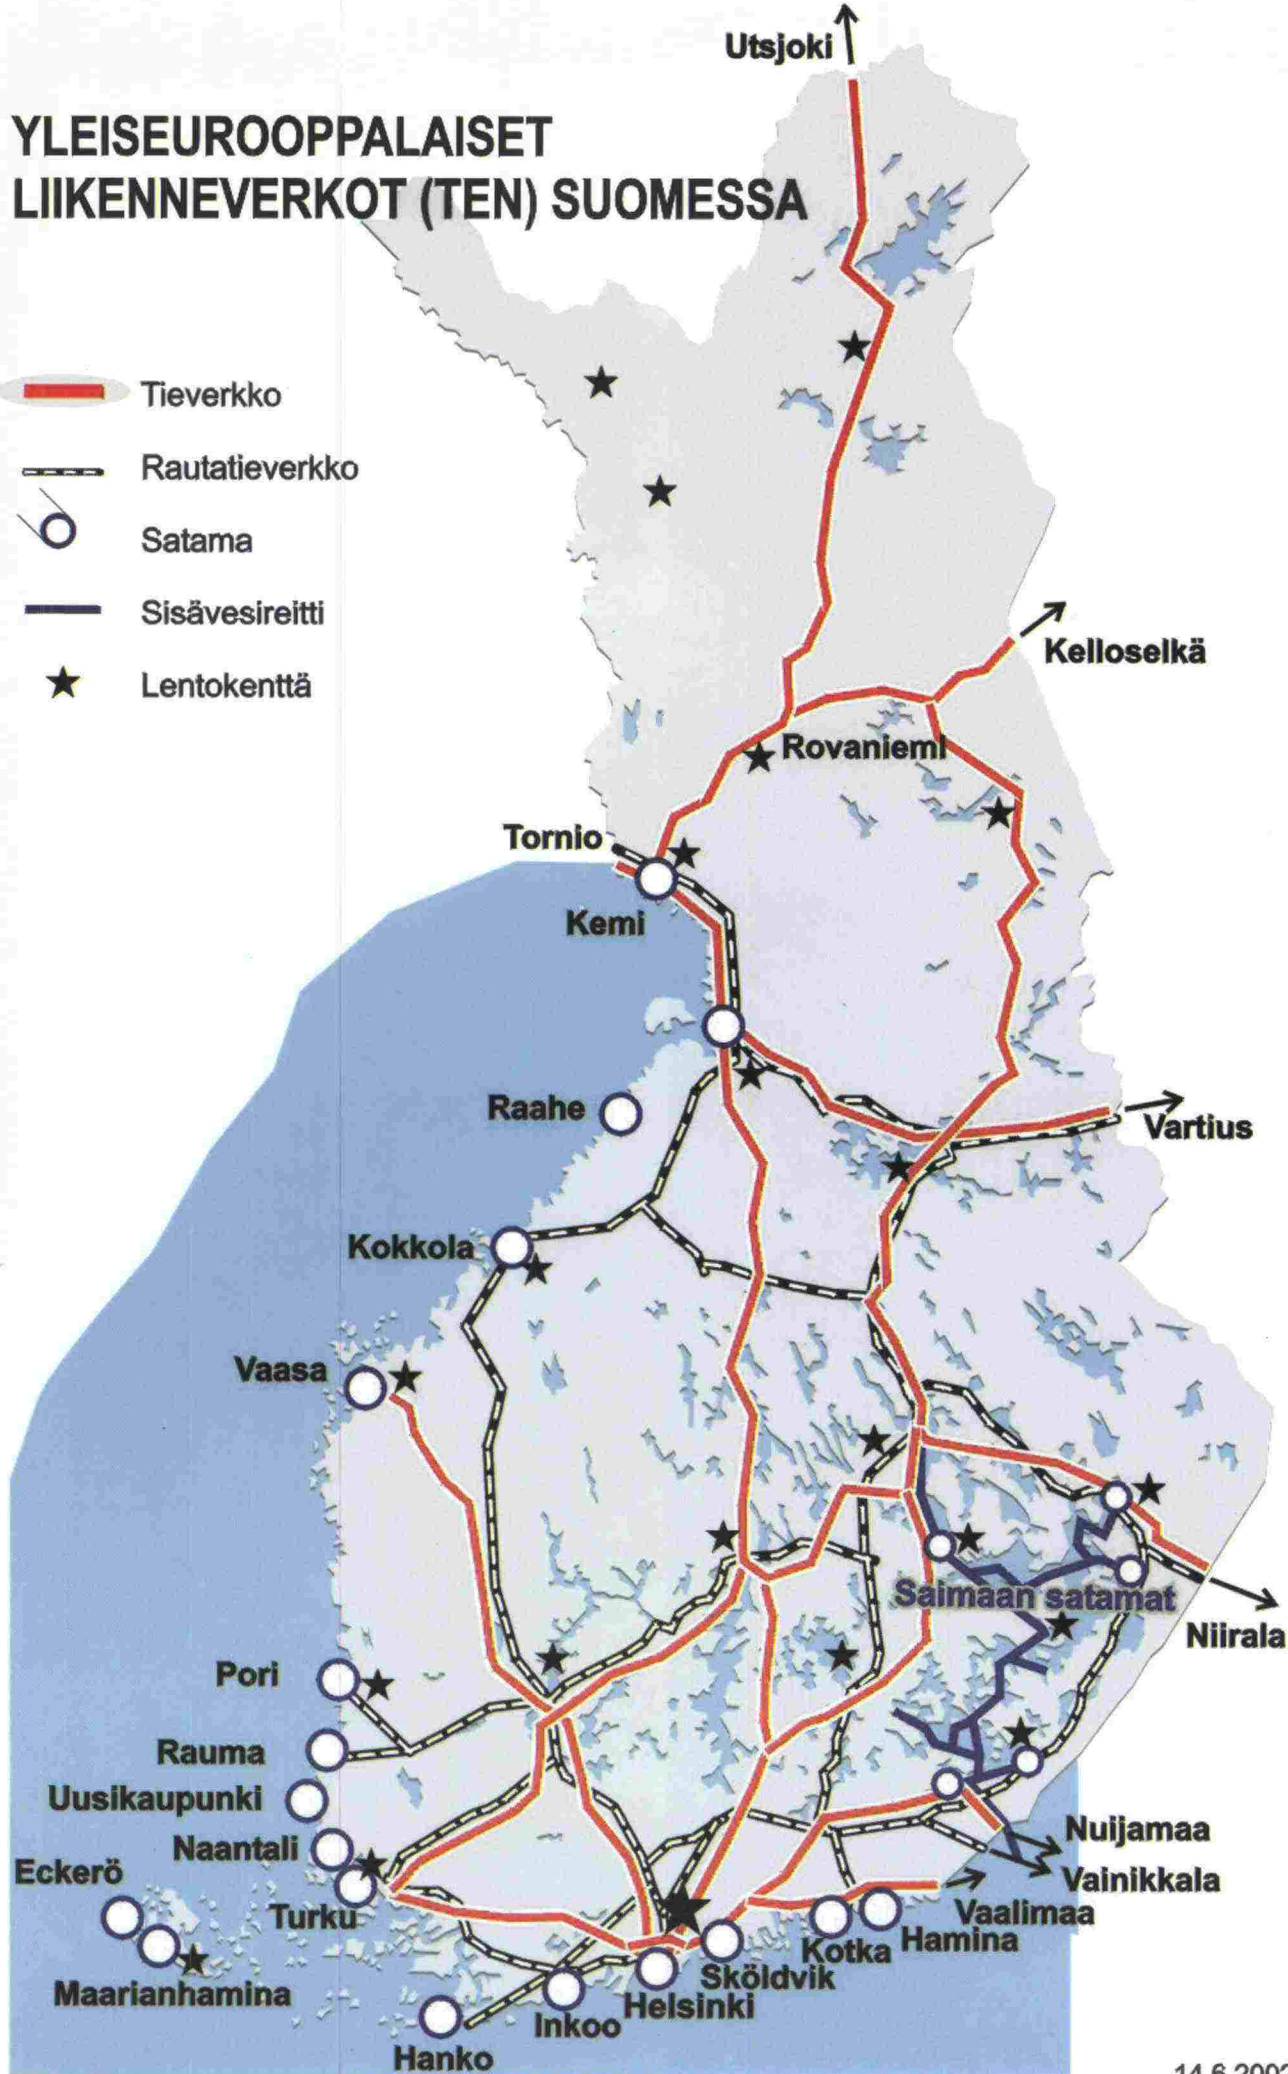 Utsjoki
YLEISEUROOPPALAISET
LIIKENNEVERKOT (TEN) SUOMESSA
Tieverkko
Rautatieverkko
Satama
Sisävesireitti
Lentokenttä
Kelloselkä
Rovaniemi
Tornio
Kemi
Raahe
Vartius
Kokkola
Vaasa
Saimaan satamat
Niirala
Pori
Rauma
Uusikaupunki
Naantali
Nuijamaa
Eckerö
Vainikkala
Turku
Vaalimaa
Hamina
Kotka
Sköldvik
Maarianhamina
Helsinki
Inkoo
Hanko